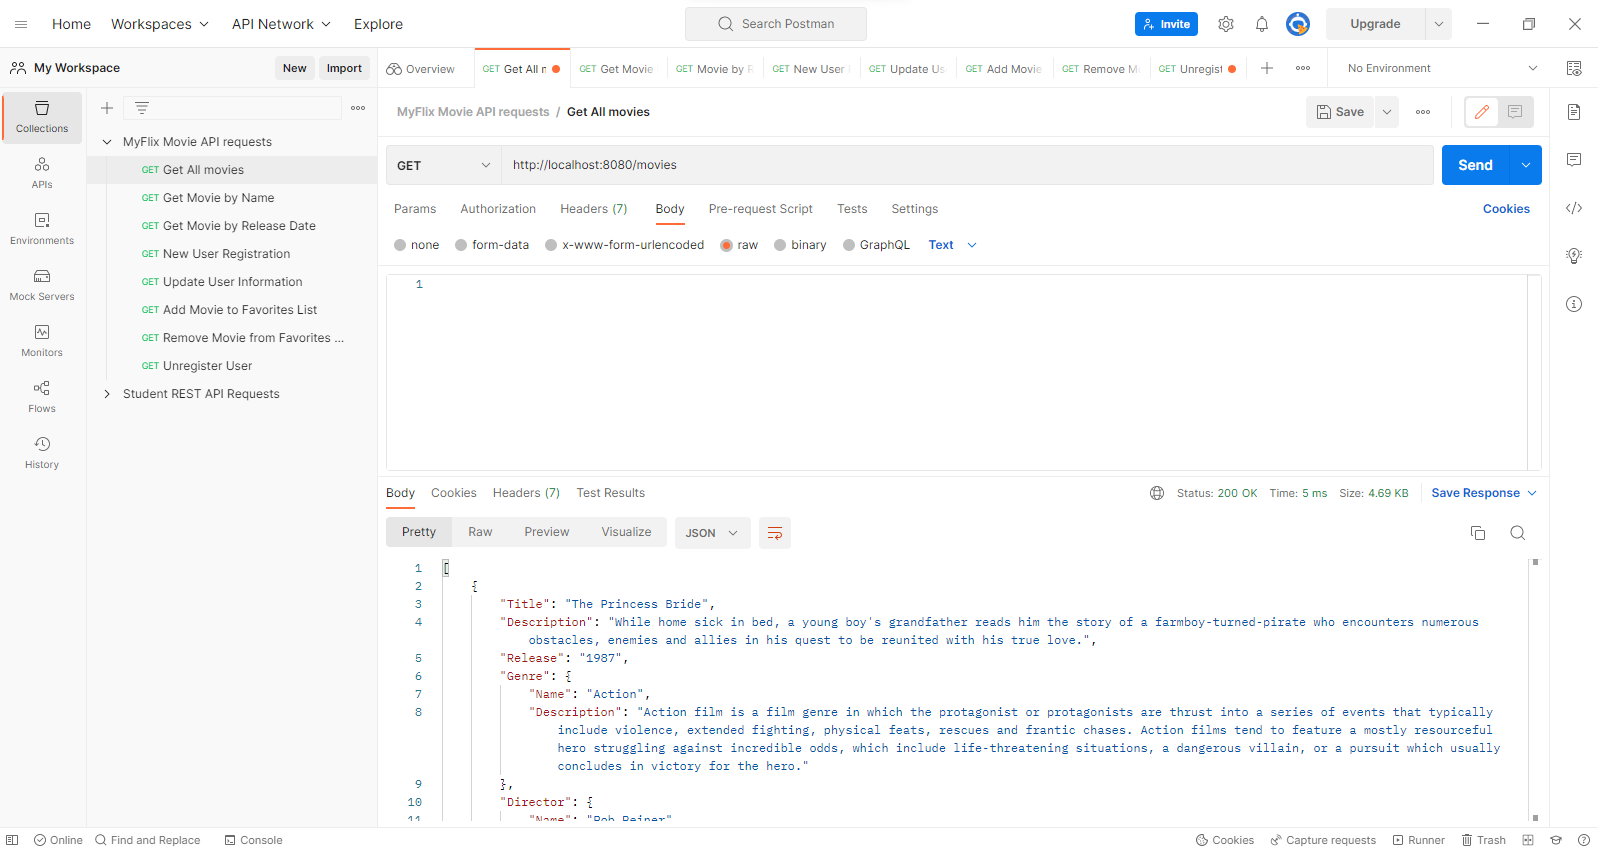 Home Workspaces API Network Explore Search Postman Invite Upgrade
My Workspace New Import Overview GET Get All n GET Get Movie GET Movie by R GET New User GET Update Us GET Add Movie GET Remove Mo GET Unregist No Environment
Collections
APIs
Environments
Mock Servers
Monitors
Flows
History
MyFlix Movie API requests
GET Get All movies
GET Get Movie by Name
GET Get Movie by Release Date
GET New User Registration
GET Update User Information
GET Add Movie to Favorites List
GET Remove Movie from Favorites ...
GET Unregister User
Student REST API Requests
MyFlix Movie API requests / Get All movies Save
GET http://localhost:8080/movies Send
Params Authorization Headers (7) Body Pre-request Script Tests Settings Cookies
none form-data x-www-form-urlencoded raw binary GraphQL Text
1
Body Cookies Headers (7) Test Results Status: 200 OK Time: 5 ms Size: 4.69 KB Save Response
Pretty Raw Preview Visualize JSON
1 [
2 {
3 "Title": "The Princess Bride",
4 "Description": "While home sick in bed, a young boy's grandfather reads him the story of a farmboy-turned-pirate who encounters numerous
obstacles, enemies and allies in his quest to be reunited with his true love.",
5 "Release": "1987",
6 "Genre": {
7 "Name": "Action",
8 "Description": "Action film is a film genre in which the protagonist or protagonists are thrust into a series of events that typically
include violence, extended fighting, physical feats, rescues and frantic chases. Action films tend to feature a mostly resourceful
hero struggling against incredible odds, which include life-threatening situations, a dangerous villain, or a pursuit which usually
concludes in victory for the hero."
9 },
10 "Director": {
11 "Name": "Rob Reiner"
Online Find and Replace Console Cookies Capture requests Runner Trash